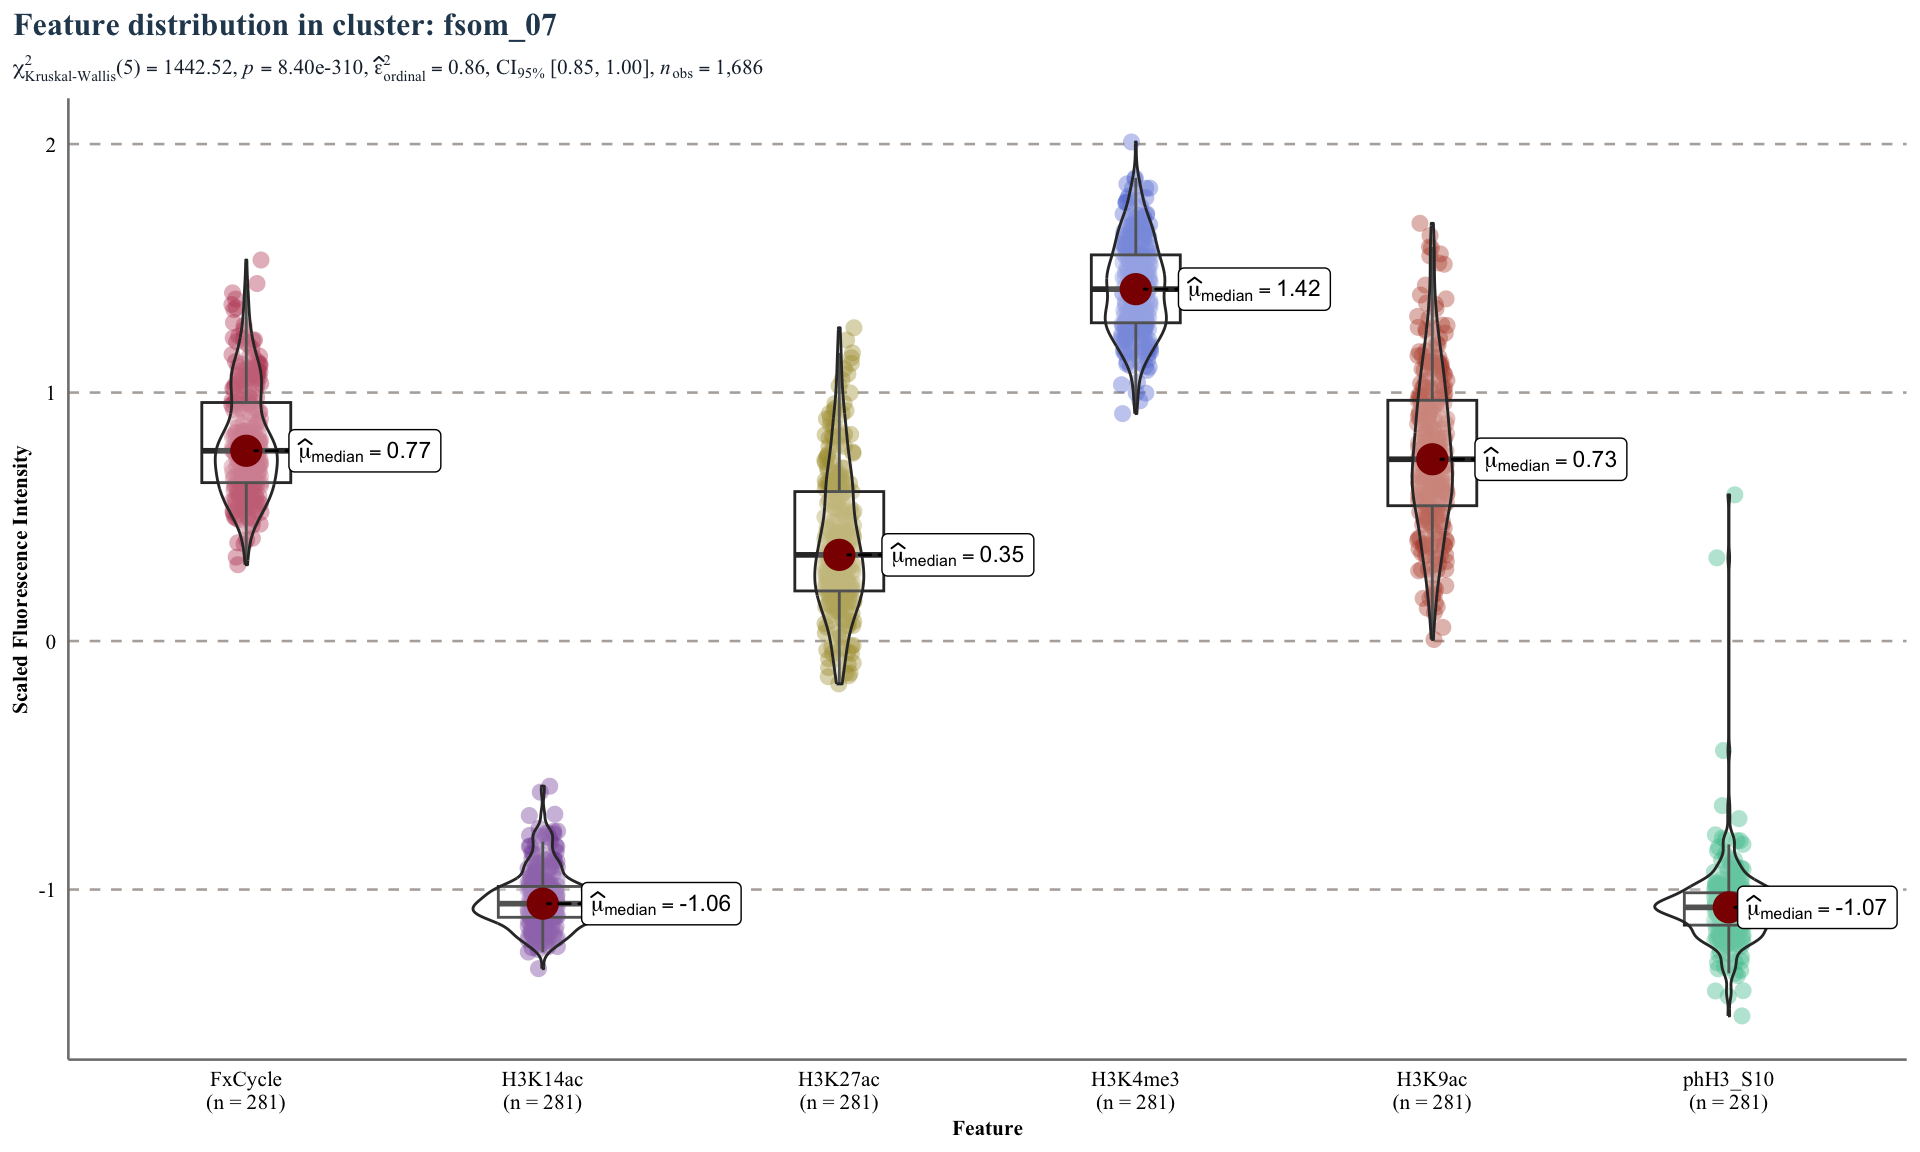 Feature distribution in cluster: fsom_07
χ²Kruskal-Wallis(5) = 1442.52, p = 8.40e-310, ε̂²ordinal = 0.86, CI95% [0.85, 1.00], nobs = 1,686
Scaled Fluorescence Intensity
2
1
0
-1
μ̂median = 0.77
μ̂median = -1.06
μ̂median = 0.35
μ̂median = 1.42
μ̂median = 0.73
μ̂median = -1.07
FxCycle
(n = 281)
H3K14ac
(n = 281)
H3K27ac
(n = 281)
H3K4me3
(n = 281)
H3K9ac
(n = 281)
phH3_S10
(n = 281)
Feature